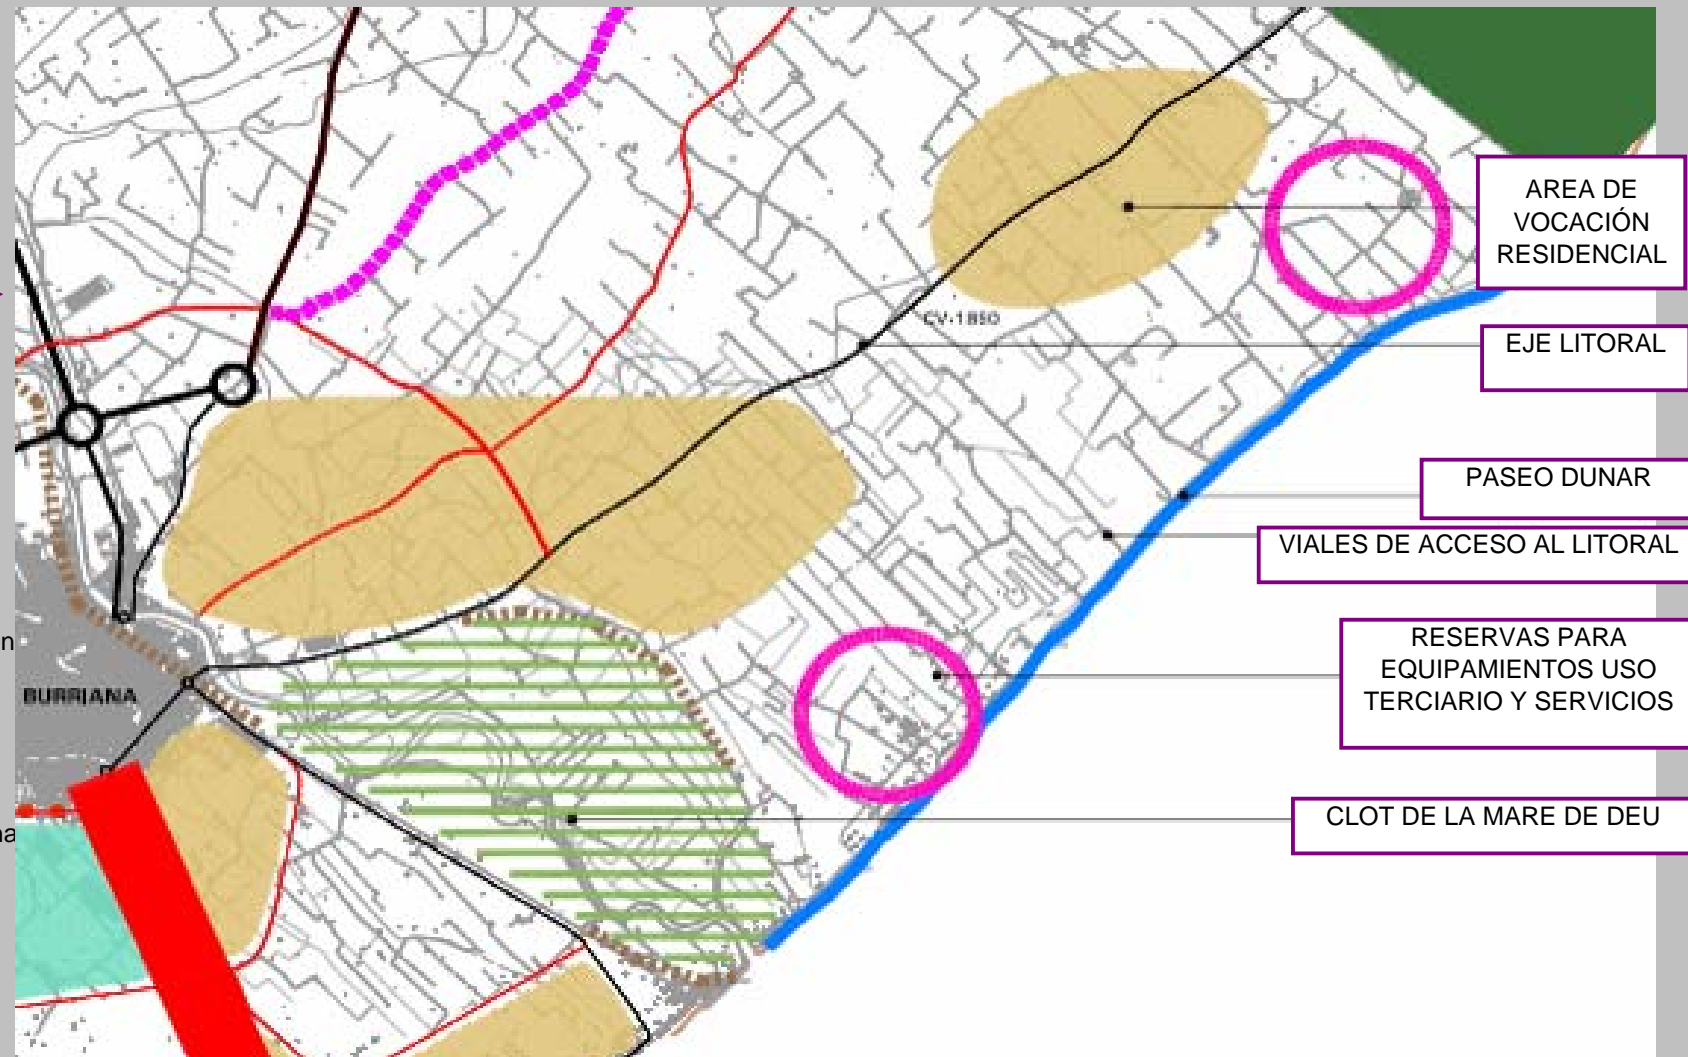 AREA DE
VOCACIÓN
RESIDENCIAL
CV-1850
EJE LITORAL
PASEO DUNAR
VIALES DE ACCESO AL LITORAL
RESERVAS PARA
EQUIPAMIENTOS USO
TERCIARIO Y SERVICIOS
n
BURRIANA
CLOT DE LA MARE DE DEU
na